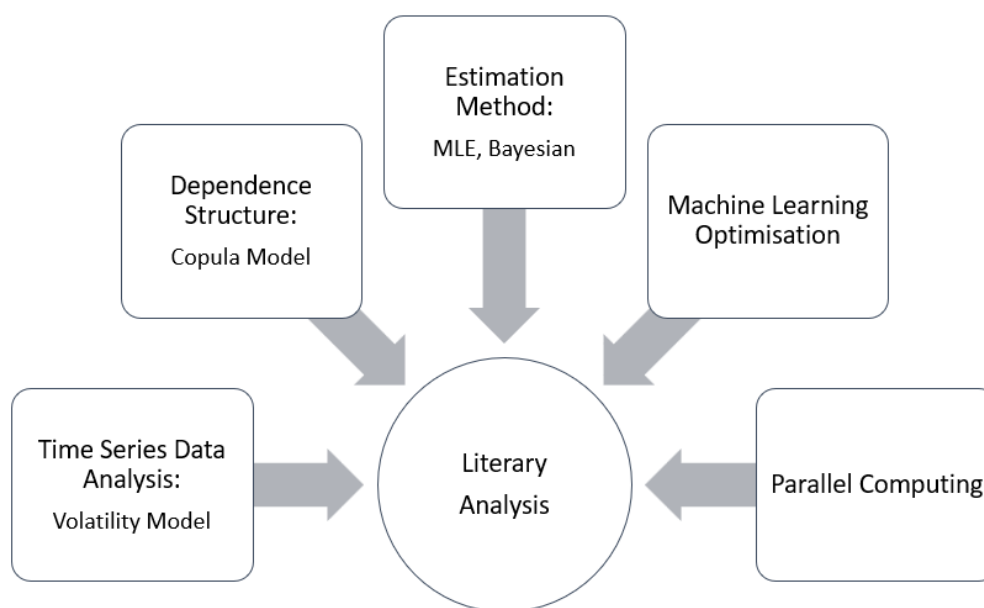 Estimation
Method:
MLE, Bayesian
Dependence
Structure:
Copula Model
Machine Learning
Optimisation
Time Series Data
Analysis:
Volatility Model
Literary
Analysis
Parallel Computing